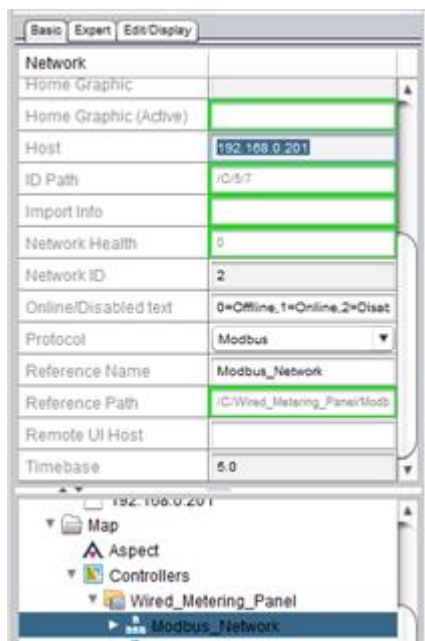 Basic Expert Edit/Display
Network
Home Graphic
Home Graphic (Active)
Host 192.168.0.201
ID Path /C/5/7
Import Info
Network Health 0
Network ID 2
Online/Disabled text 0=Offline,1=Online,2=Disat
Protocol Modbus
Reference Name Modbus_Network
Reference Path /C/Wired_Metering_Panel/Modb
Remote UI Host
Timebase 5.0
192.168.0.201
Map
Aspect
Controllers
Wired_Metering_Panel
Modbus_Network